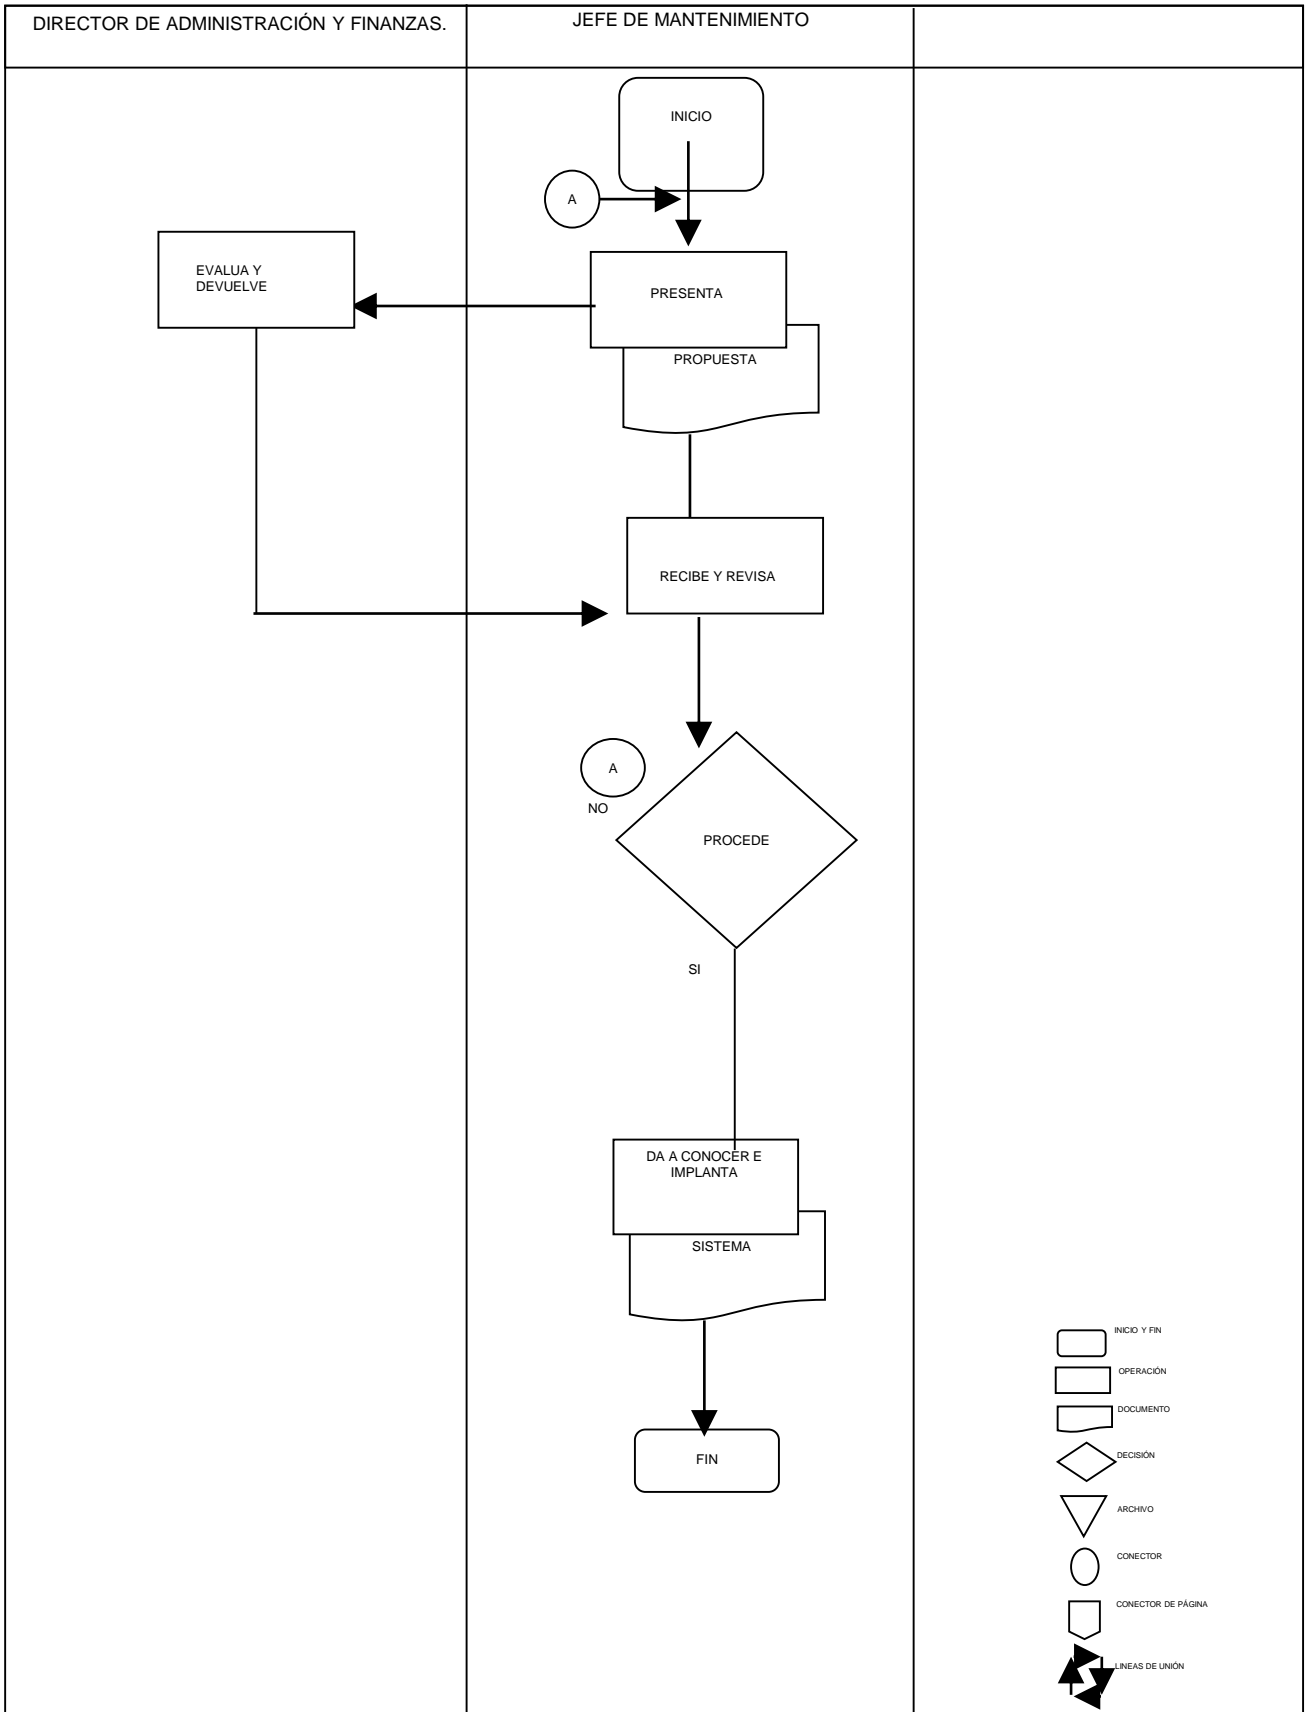 DIRECTOR DE ADMINISTRACIÓN Y FINANZAS.
JEFE DE MANTENIMIENTO
INICIO
A
EVALUA Y
DEVUELVE
PRESENTA
PROPUESTA
RECIBE Y REVISA
A
NO
PROCEDE
SI
DA A CONOCER E
IMPLANTA
SISTEMA
FIN
INICIO Y FIN
OPERACIÓN
DOCUMENTO
DECISIÓN
ARCHIVO
CONECTOR
CONECTOR DE PÁGINA
LINEAS DE UNIÓN